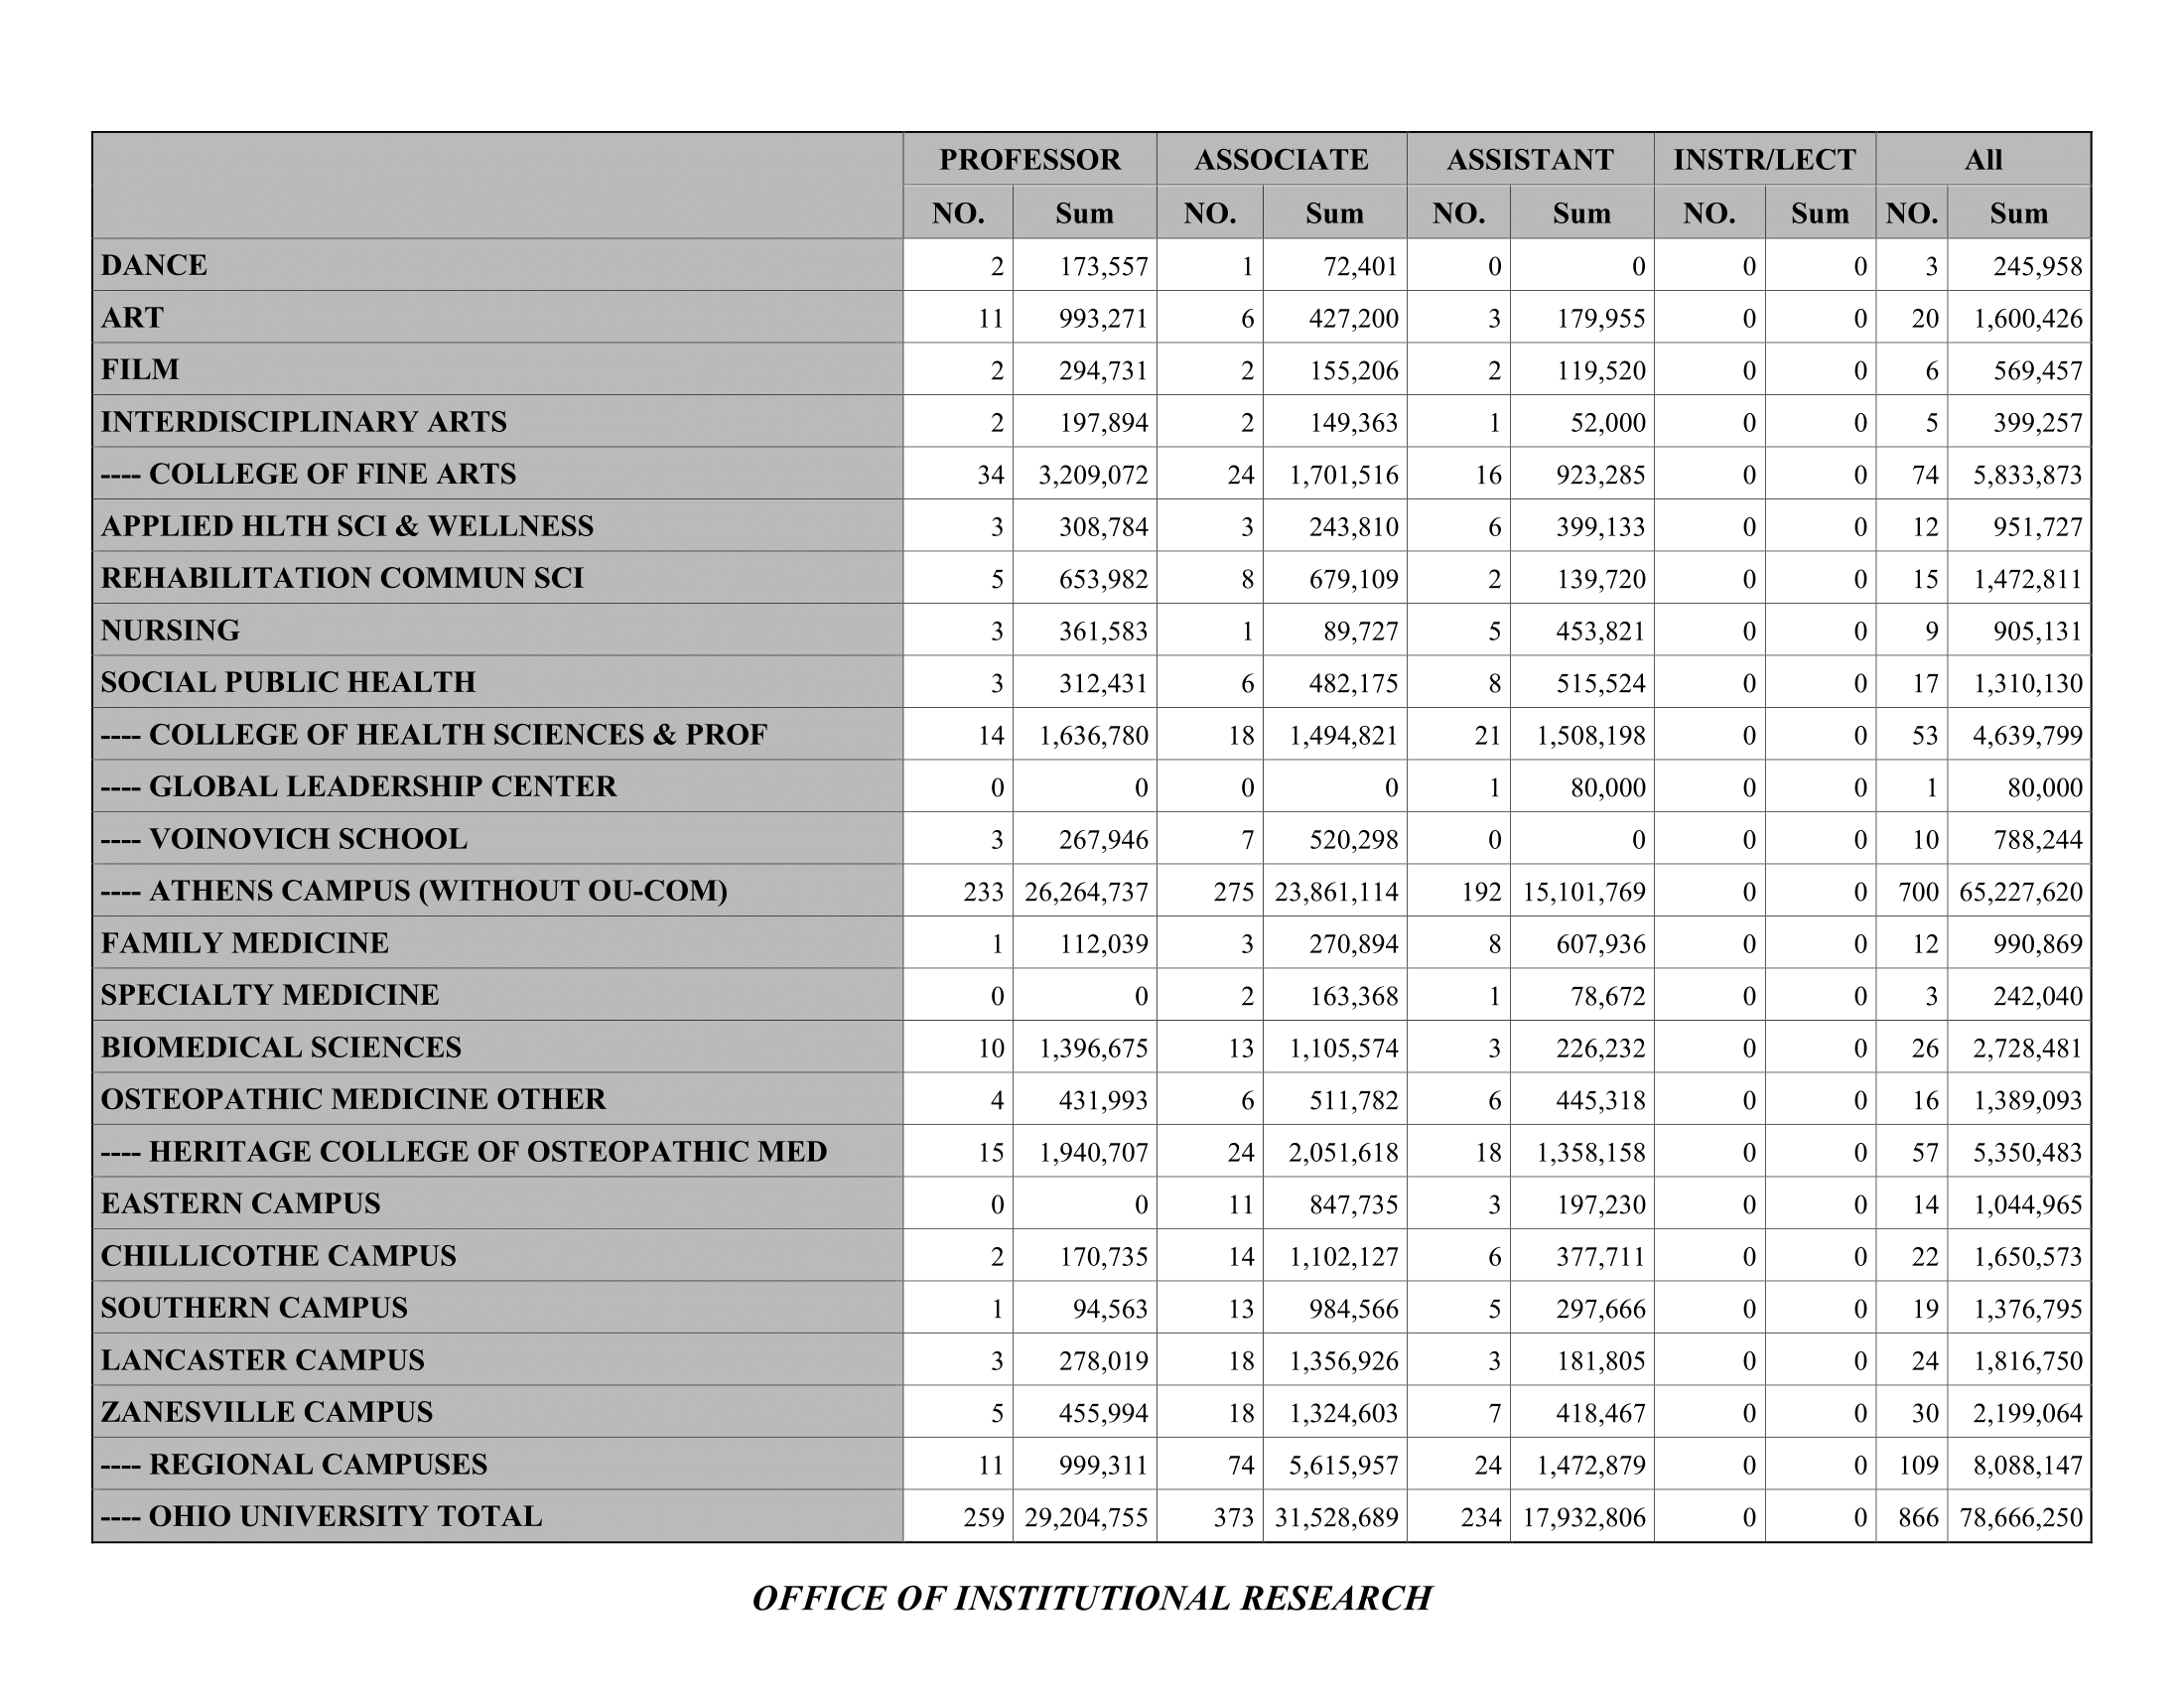 PROFESSOR ASSOCIATE ASSISTANT INSTR/LECT All
NO. Sum NO. Sum NO. Sum NO. Sum NO. Sum
DANCE 2 173,557 1 72,401 0 0 0 0 3 245,958
ART 11 993,271 6 427,200 3 179,955 0 0 20 1,600,426
FILM 2 294,731 2 155,206 2 119,520 0 0 6 569,457
INTERDISCIPLINARY ARTS 2 197,894 2 149,363 1 52,000 0 0 5 399,257
---- COLLEGE OF FINE ARTS 34 3,209,072 24 1,701,516 16 923,285 0 0 74 5,833,873
APPLIED HLTH SCI & WELLNESS 3 308,784 3 243,810 6 399,133 0 0 12 951,727
REHABILITATION COMMUN SCI 5 653,982 8 679,109 2 139,720 0 0 15 1,472,811
NURSING 3 361,583 1 89,727 5 453,821 0 0 9 905,131
SOCIAL PUBLIC HEALTH 3 312,431 6 482,175 8 515,524 0 0 17 1,310,130
---- COLLEGE OF HEALTH SCIENCES & PROF 14 1,636,780 18 1,494,821 21 1,508,198 0 0 53 4,639,799
---- GLOBAL LEADERSHIP CENTER 0 0 0 0 1 80,000 0 0 1 80,000
---- VOINOVICH SCHOOL 3 267,946 7 520,298 0 0 0 0 10 788,244
---- ATHENS CAMPUS (WITHOUT OU-COM) 233 26,264,737 275 23,861,114 192 15,101,769 0 0 700 65,227,620
FAMILY MEDICINE 1 112,039 3 270,894 8 607,936 0 0 12 990,869
SPECIALTY MEDICINE 0 0 2 163,368 1 78,672 0 0 3 242,040
BIOMEDICAL SCIENCES 10 1,396,675 13 1,105,574 3 226,232 0 0 26 2,728,481
OSTEOPATHIC MEDICINE OTHER 4 431,993 6 511,782 6 445,318 0 0 16 1,389,093
---- HERITAGE COLLEGE OF OSTEOPATHIC MED 15 1,940,707 24 2,051,618 18 1,358,158 0 0 57 5,350,483
EASTERN CAMPUS 0 0 11 847,735 3 197,230 0 0 14 1,044,965
CHILLICOTHE CAMPUS 2 170,735 14 1,102,127 6 377,711 0 0 22 1,650,573
SOUTHERN CAMPUS 1 94,563 13 984,566 5 297,666 0 0 19 1,376,795
LANCASTER CAMPUS 3 278,019 18 1,356,926 3 181,805 0 0 24 1,816,750
ZANESVILLE CAMPUS 5 455,994 18 1,324,603 7 418,467 0 0 30 2,199,064
---- REGIONAL CAMPUSES 11 999,311 74 5,615,957 24 1,472,879 0 0 109 8,088,147
---- OHIO UNIVERSITY TOTAL 259 29,204,755 373 31,528,689 234 17,932,806 0 0 866 78,666,250
OFFICE OF INSTITUTIONAL RESEARCH